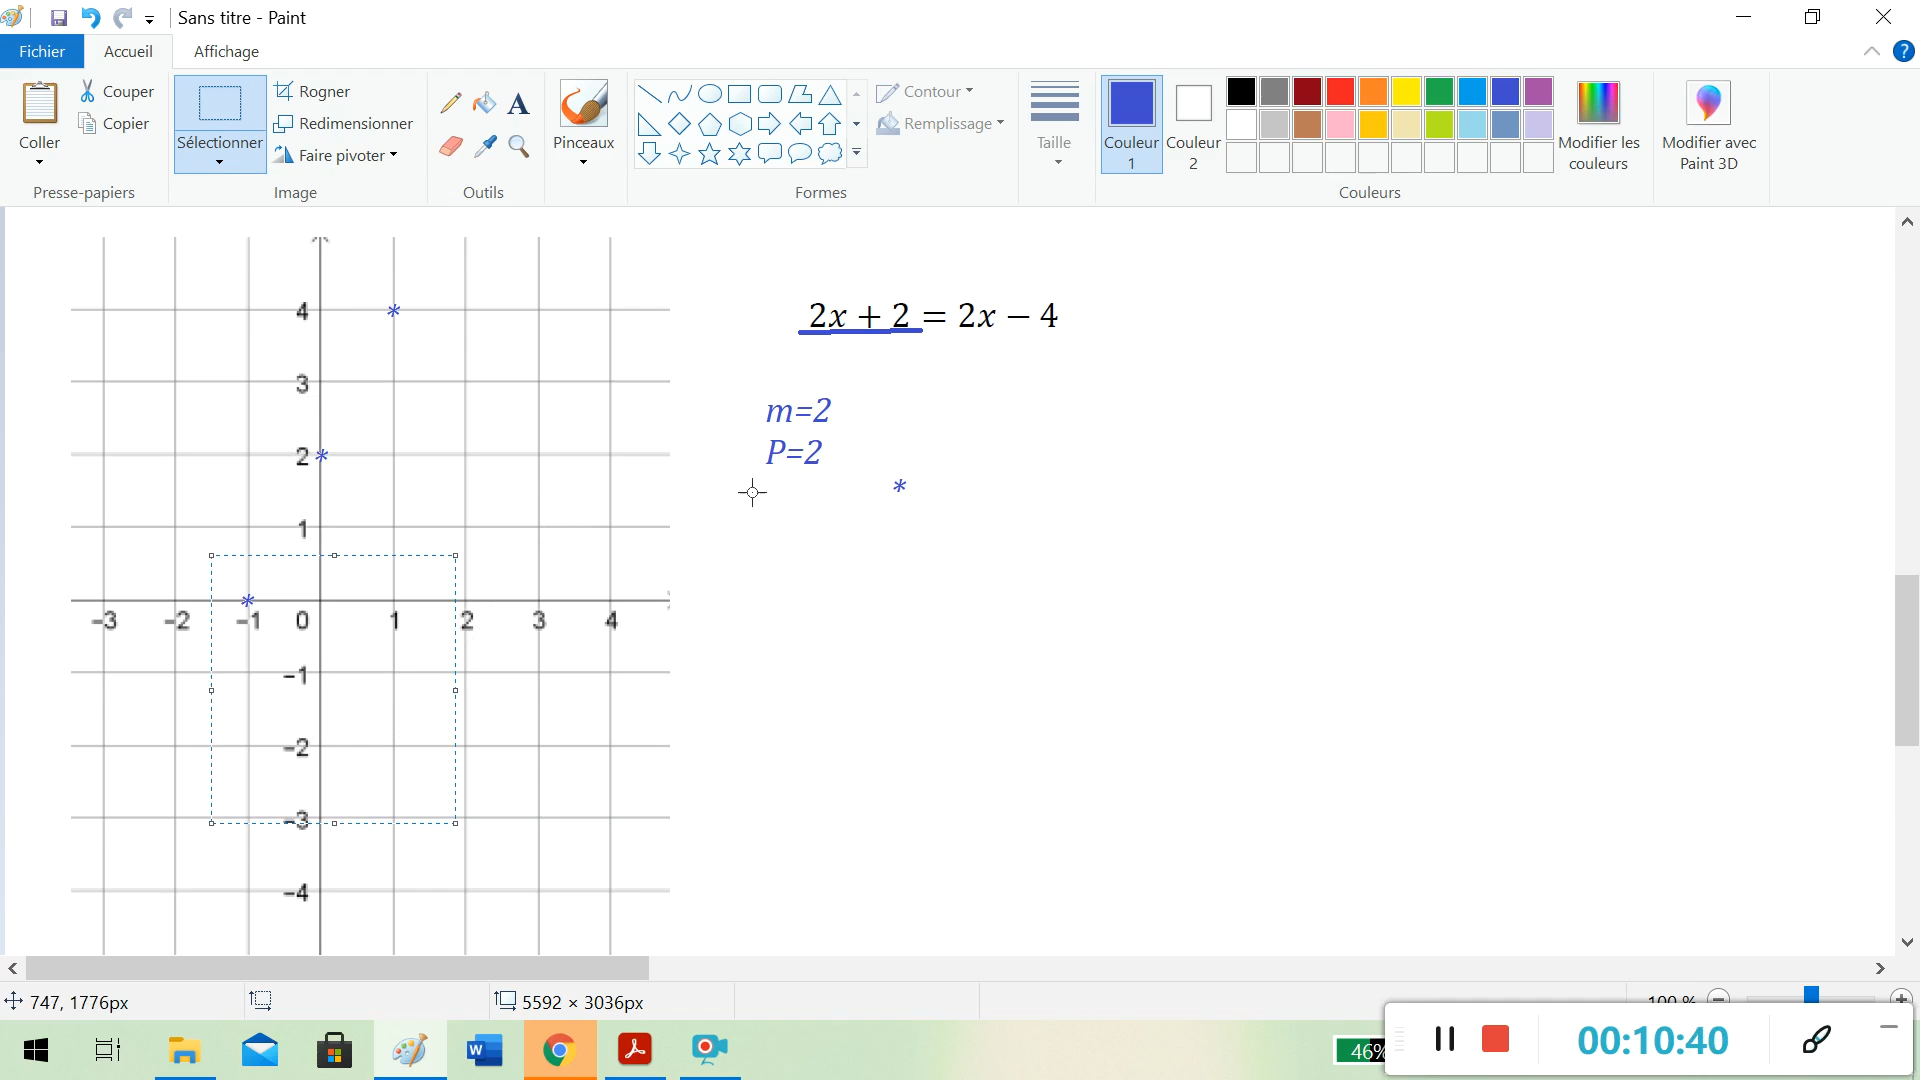 Sans titre - Paint
Fichier
Accueil
Affichage
Coller
Couper
Copier
Presse-papiers
Sélectionner
Rogner
Redimensionner
Faire pivoter
Image
A
Outils
Pinceaux
Formes
Contour
Remplissage
Taille
Couleur
1
Couleur
2
Modifier les
couleurs
Couleurs
Modifier avec
Paint 3D
?
4
3
2
1
-3 -2 -1 0 1 2 3 4
-1
-2
-3
-4
* * *
2x + 2 = 2x − 4
m=2
P=2
*
747, 1776px
5592 × 3036px
100 %
46%
00:10:40